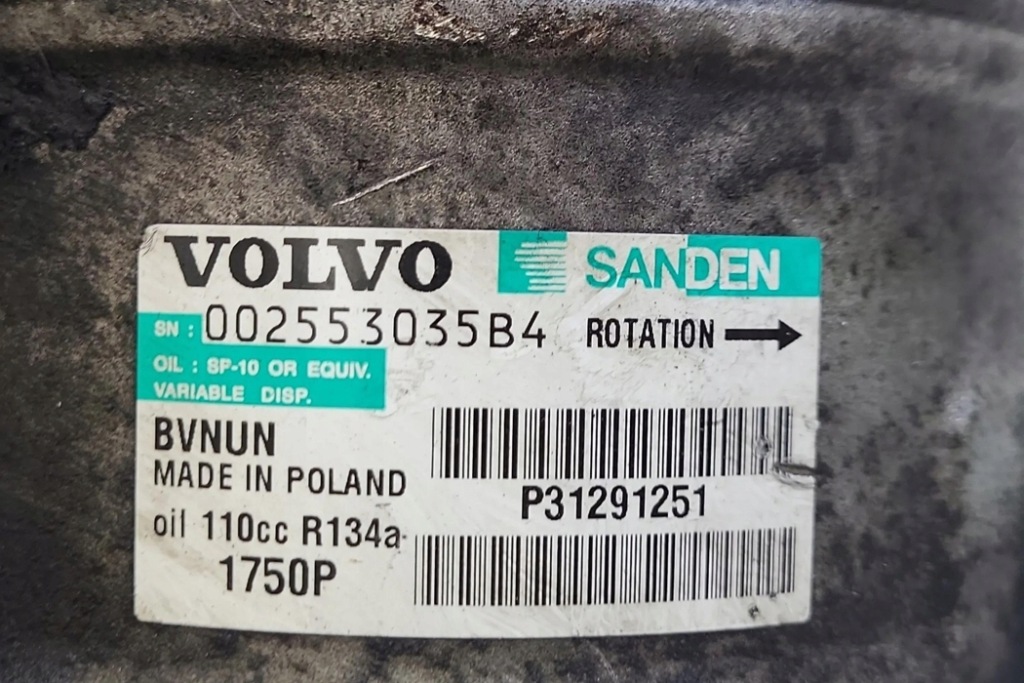 VOLVO SANDEN
SN : 002553035B4 ROTATION
OIL : SP-10 OR EQUIV.
VARIABLE DISP.
BVNUN
MADE IN POLAND
P31291251
oil 110cc R134a
1750P